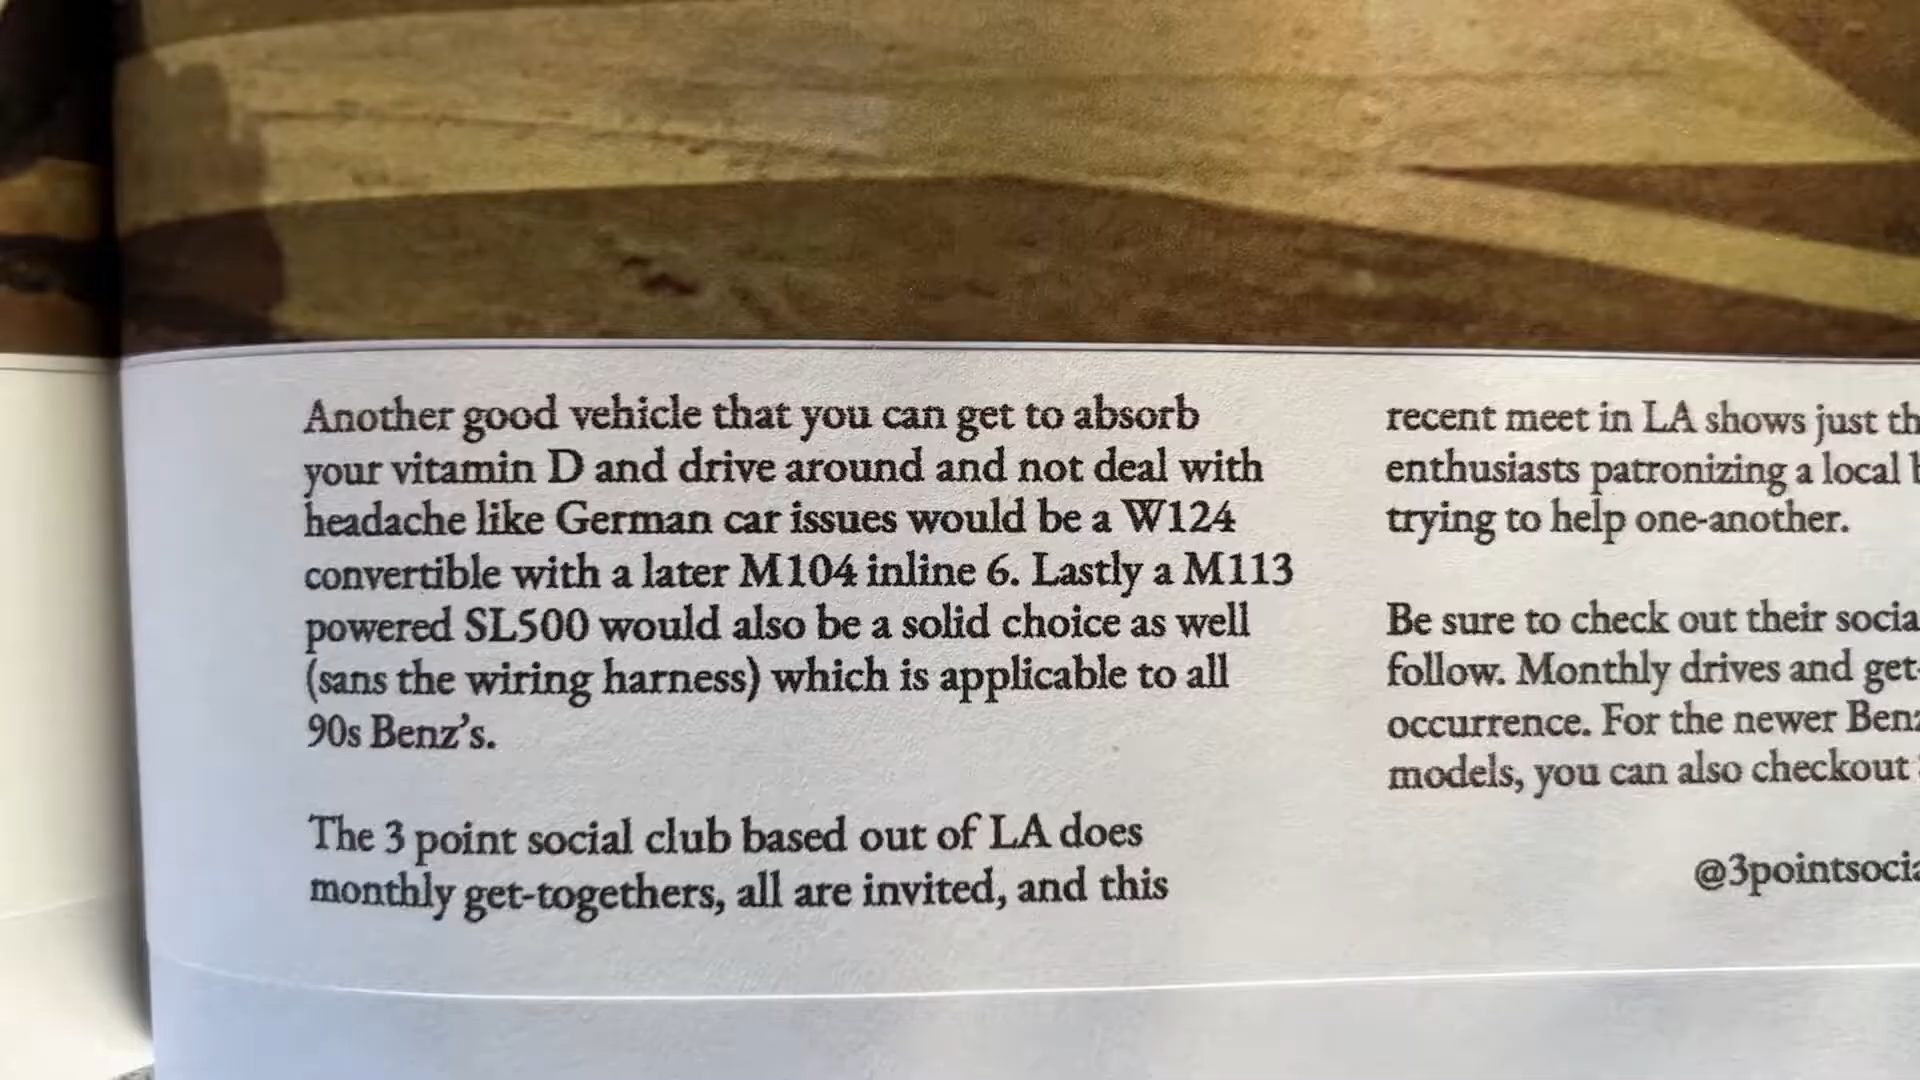 Another good vehicle that you can get to absorb
your vitamin D and drive around and not deal with
headache like German car issues would be a W124
convertible with a later M104 inline 6. Lastly a M113
powered SL500 would also be a solid choice as well
(sans the wiring harness) which is applicable to all
90s Benz's.
The 3 point social club based out of LA does
monthly get-togethers, all are invited, and this
recent meet in LA shows just
enthusiasts patronizing a local
trying to help one-another.
Be sure to check out their
follow. Monthly drives and
occurrence. For the newer
models, you can also checkout